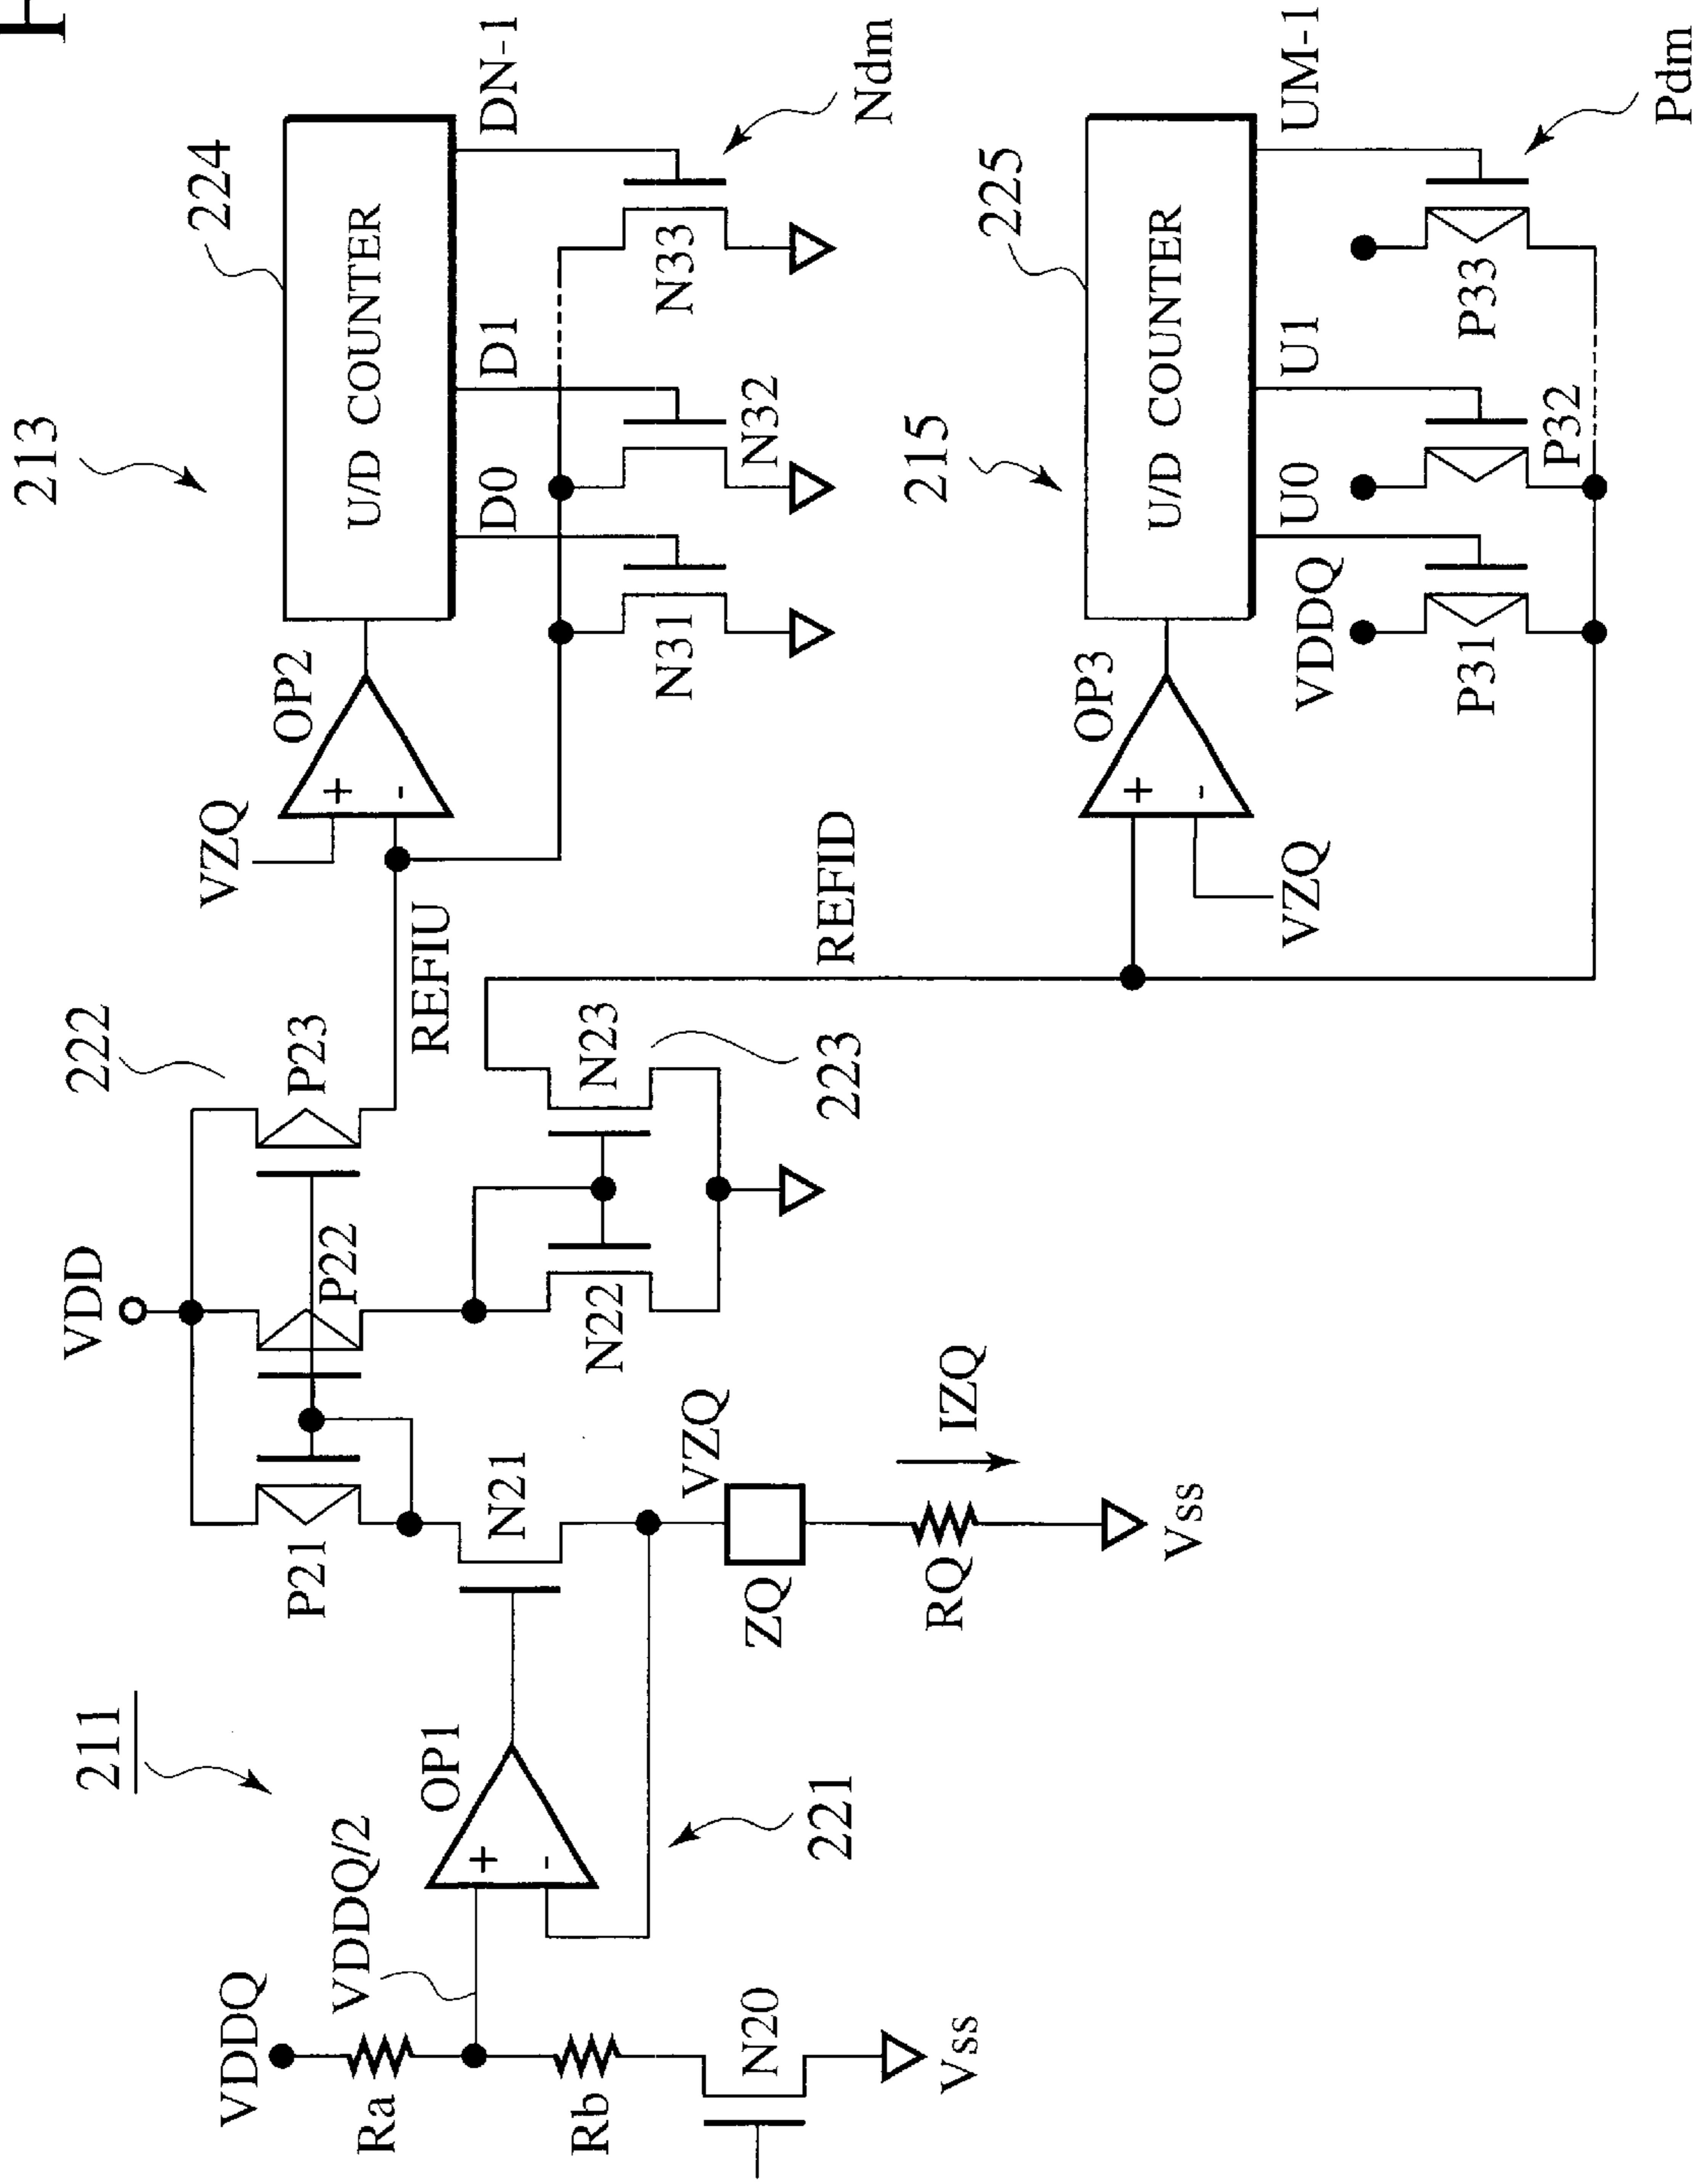 F
211
VDD
222
213
P21
P22
P23
VDDQ
VDDQ/2
OP1
N21
REFIU
VZQ
OP2
U/D COUNTER
224
D0
D1
DN-1
N31
N32
N33
Ndm
Ra
Rb
N20
Vss
221
VZQ
ZQ
RQ
IZQ
Vss
N22
N23
223
REFID
215
OP3
VZQ
U/D COUNTER
225
VDDQ
U0
U1
UM-1
P31
P32
P33
Pdm